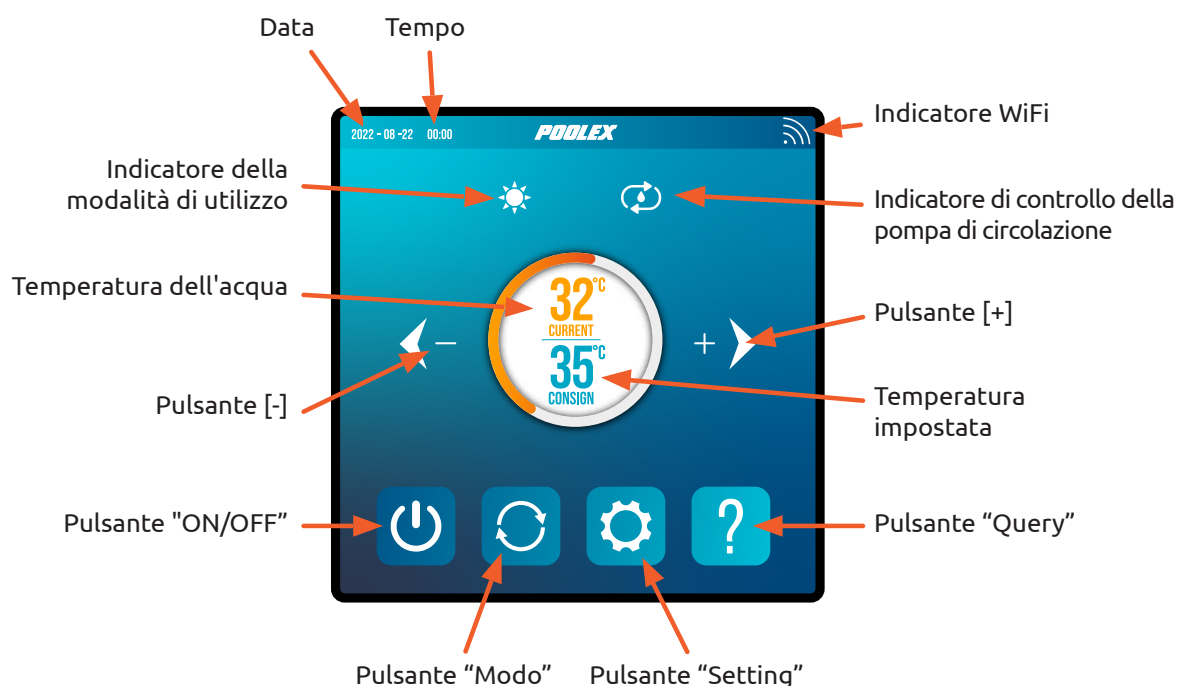 Data
Tempo
Indicatore WiFi
2022 - 08 -22
00:00
POOLEX
Indicatore della
modalità di utilizzo
Indicatore di controllo della
pompa di circolazione
Temperatura dell'acqua
32°C
CURRENT
Pulsante [+]
−
+
35°C
CONSIGN
Pulsante [-]
Temperatura
impostata
Pulsante "ON/OFF”
?
Pulsante “Query”
Pulsante “Modo”
Pulsante “Setting”